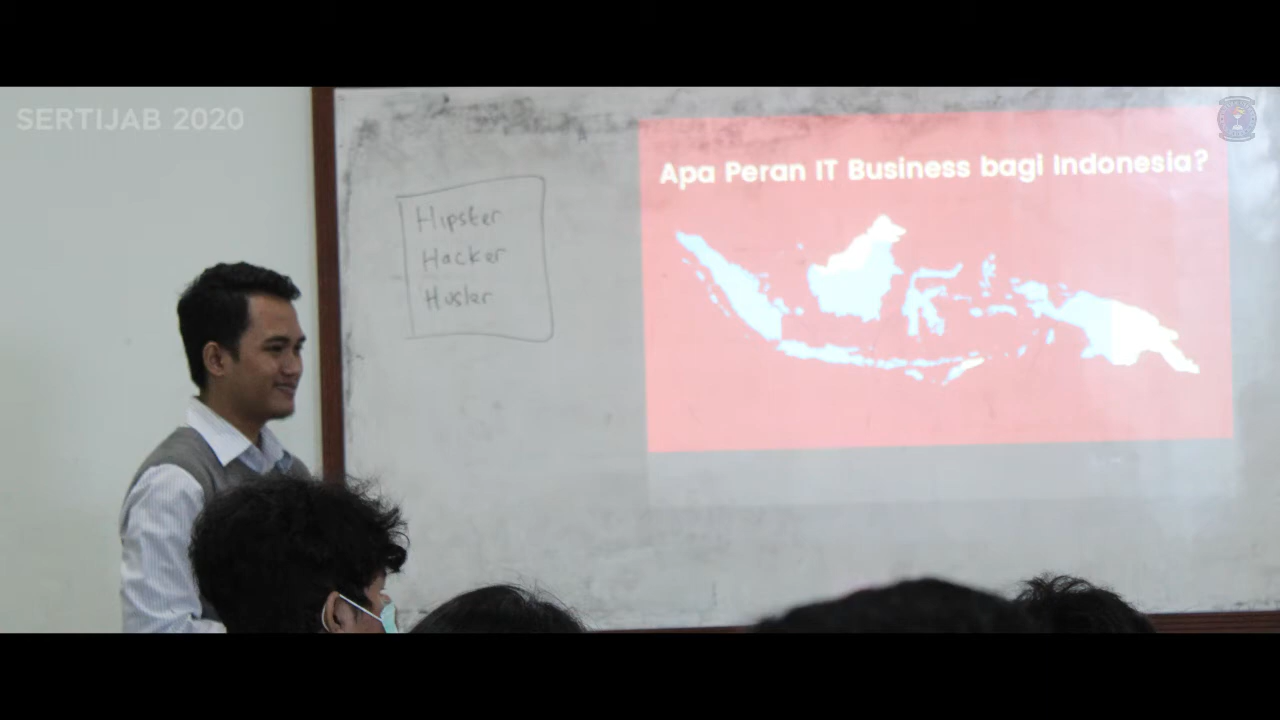 SERTIJAB 2020
Apa Peran IT Business bagi Indonesia?
Hipster
Hacker
Husler